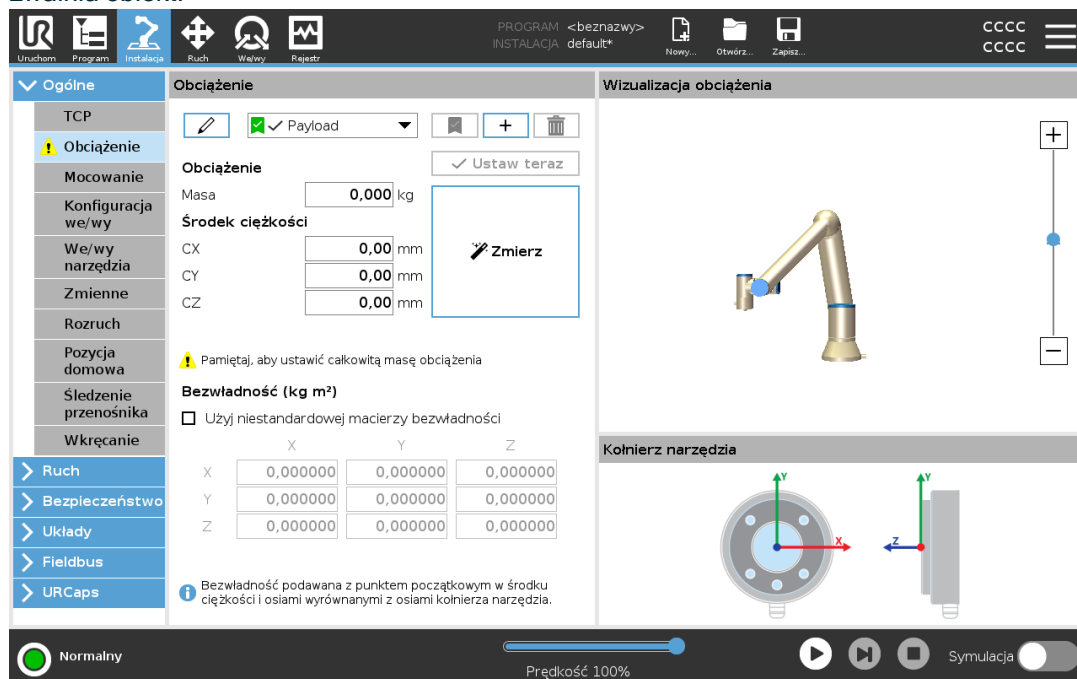 Uruchom
Program
Instalacja
Ruch
We/wy
Rejestr
PROGRAM <beznazwy>
INSTALACJA default*
Nowy...
Otwórz...
Zapisz...
cccc
cccc
Ogólne
TCP
Obciążenie
Mocowanie
Konfiguracja
we/wy
We/wy
narzędzia
Zmienne
Rozruch
Pozycja
domowa
Śledzenie
przenośnika
Wkręcanie
Ruch
Bezpieczeństwo
Układy
Fieldbus
URCaps
Obciążenie
Payload
Ustaw teraz
Obciążenie
Masa 0,000 kg
Środek ciężkości
CX 0,00 mm
CY 0,00 mm
CZ 0,00 mm
Zmierz
Pamiętaj, aby ustawić całkowitą masę obciążenia
Bezwładność (kg m²)
Użyj niestandardowej macierzy bezwładności
X Y Z
X 0,000000 0,000000 0,000000
Y 0,000000 0,000000 0,000000
Z 0,000000 0,000000 0,000000
Bezwładność podawana z punktem początkowym w środku
ciężkości i osiami wyrównanymi z osiami kołnierza narzędzia.
Wizualizacja obciążenia
Kołnierz narzędzia
Y
X
Y
Z
Normalny
Prędkość 100%
Symulacja